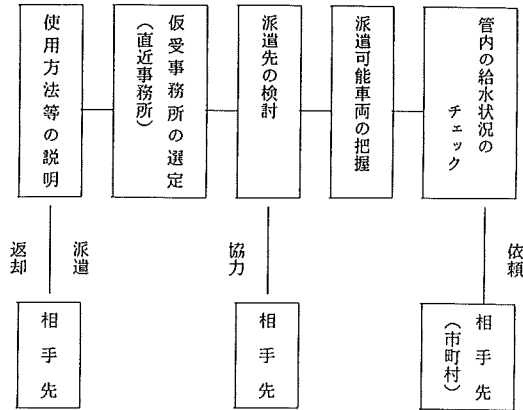 管内の給水状況の
チェック
派遣可能車両の把握
派遣先の検討
仮受事務所の選定
（直近事務所）
使用方法等の説明
依頼
協力
派遣
返却
相手先
（市町村）
相手先
相手先